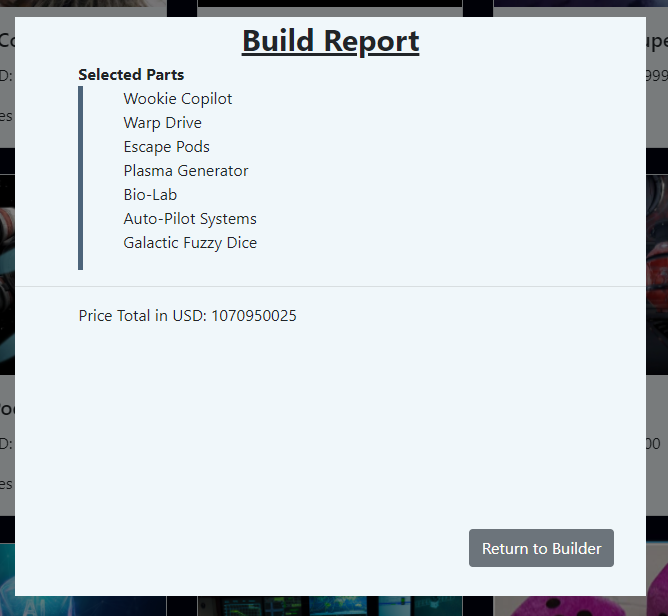 Build Report
Selected Parts
Wookie Copilot
Warp Drive
Escape Pods
Plasma Generator
Bio-Lab
Auto-Pilot Systems
Galactic Fuzzy Dice
Price Total in USD: 1070950025
Return to Builder